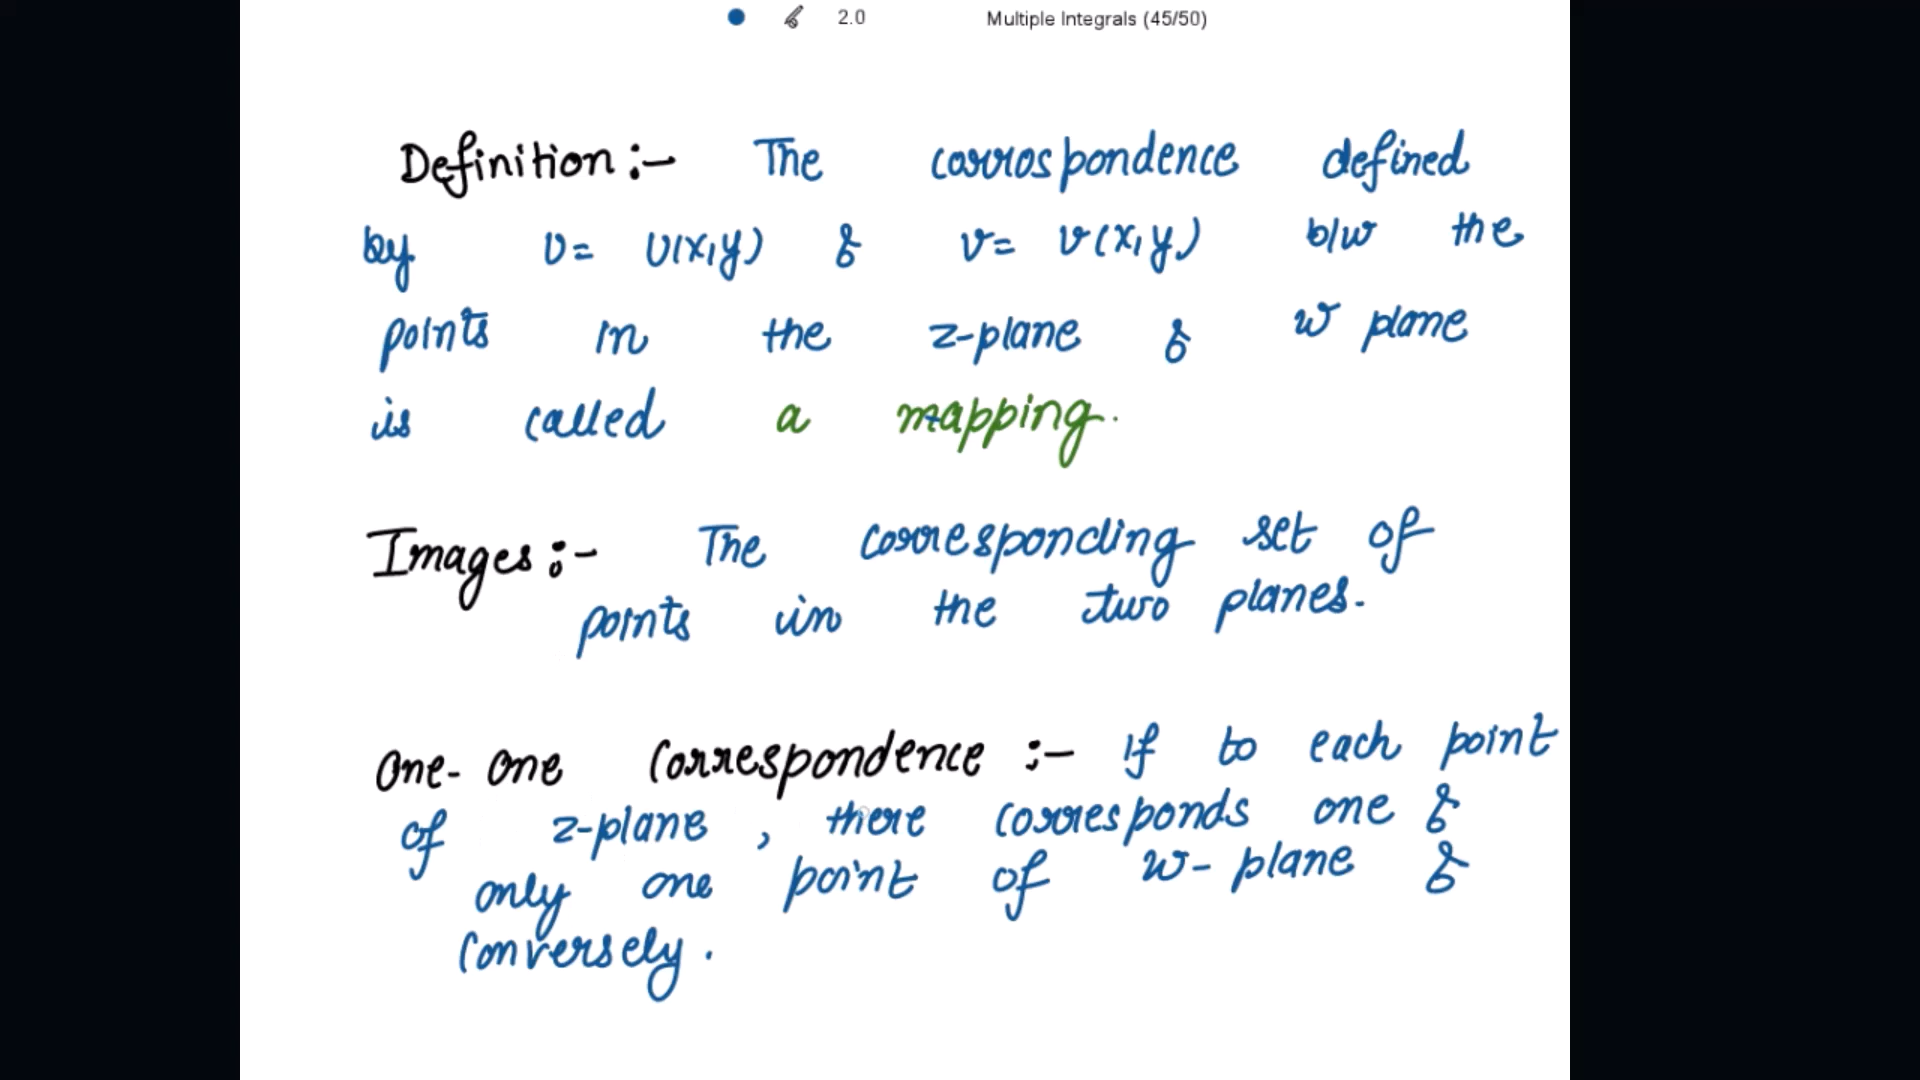 2.0 Multiple Integrals (45/50)
Definition :- The corrospondence defined
by U = U(x,y) & v = v(x,y) b/w the
points in the z-plane & w plane
is called a mapping.
Images :- The corresponding set of
points in the two planes.
One-one Correspondence :- If to each point
of z-plane, there corresponds one &
only one point of w-plane &
conversely.